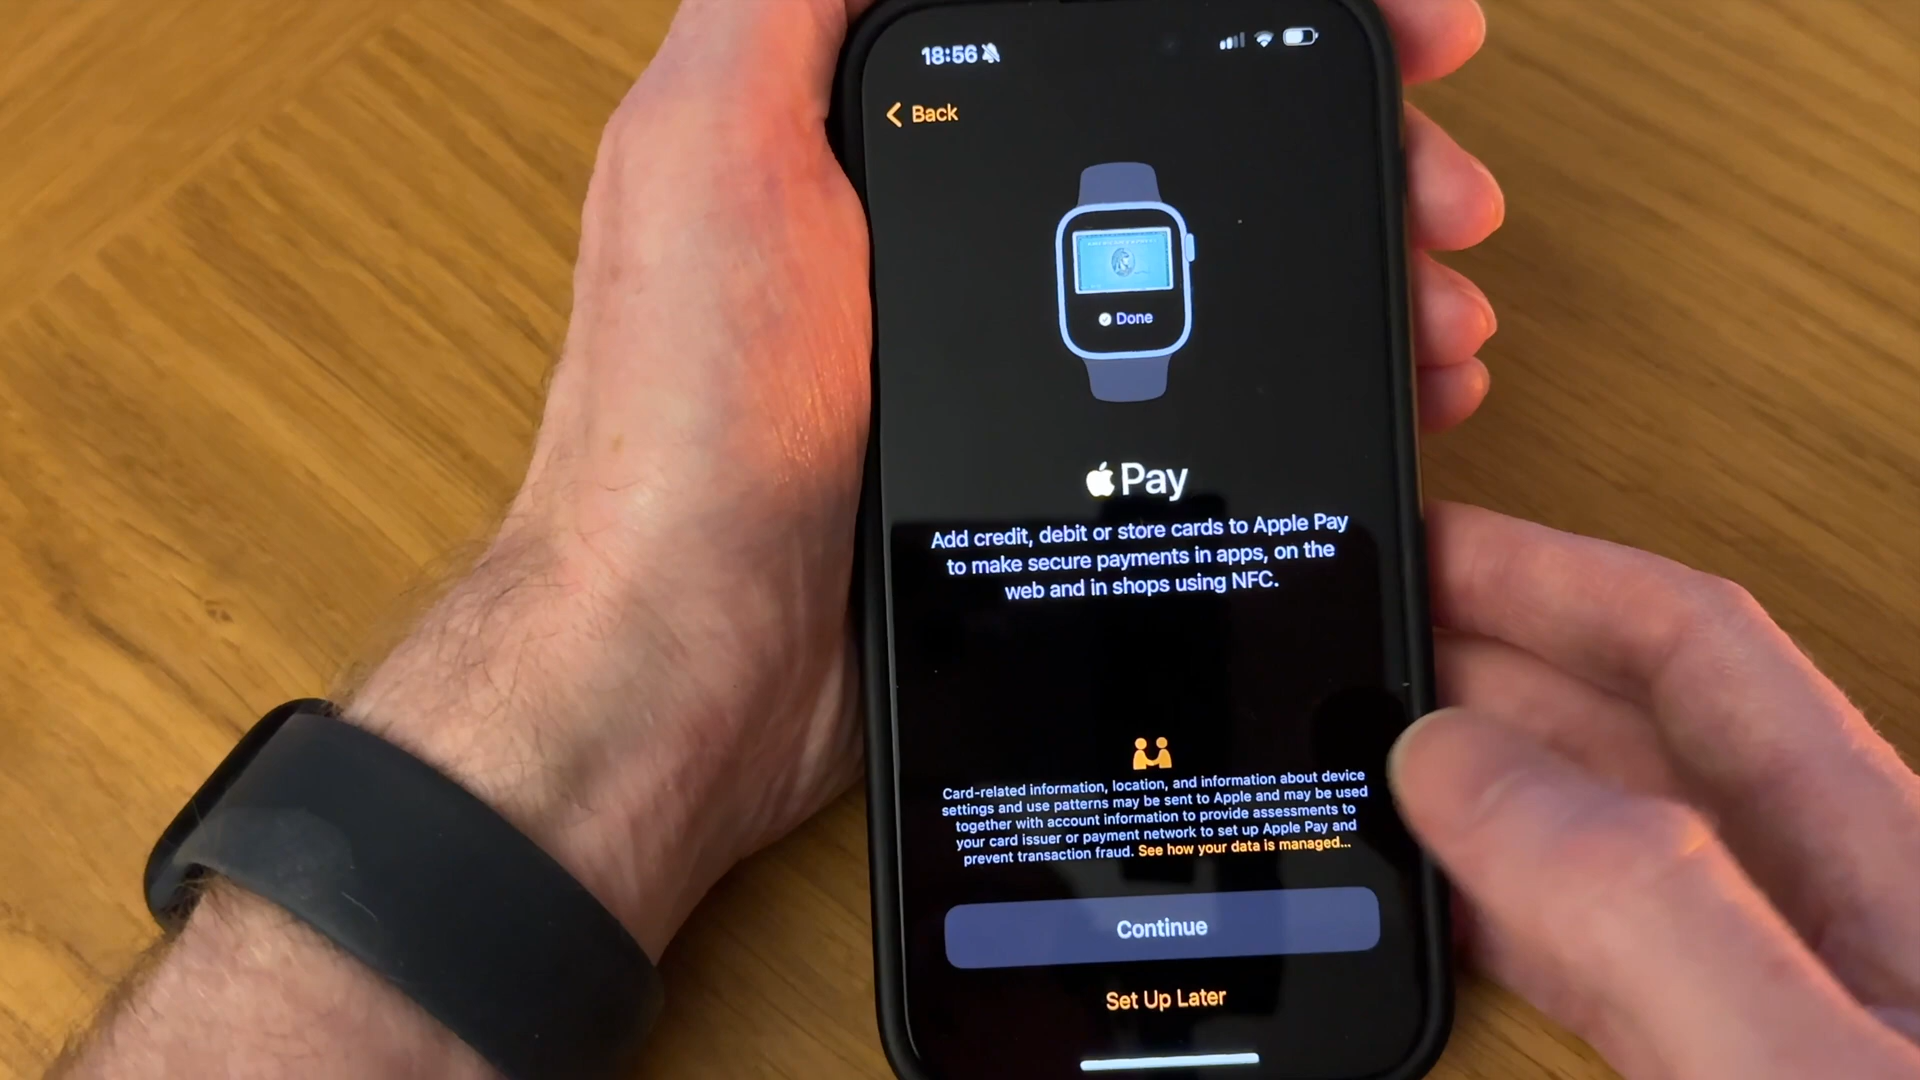 18:56
Back
AMERICAN EXPRESS
Done
Pay
Add credit, debit or store cards to Apple Pay
to make secure payments in apps, on the
web and in shops using NFC.
Card-related information, location, and information about device
settings and use patterns may be sent to Apple and may be used
together with account information to provide assessments to
your card issuer or payment network to set up Apple Pay and
prevent transaction fraud. See how your data is managed...
Continue
Set Up Later